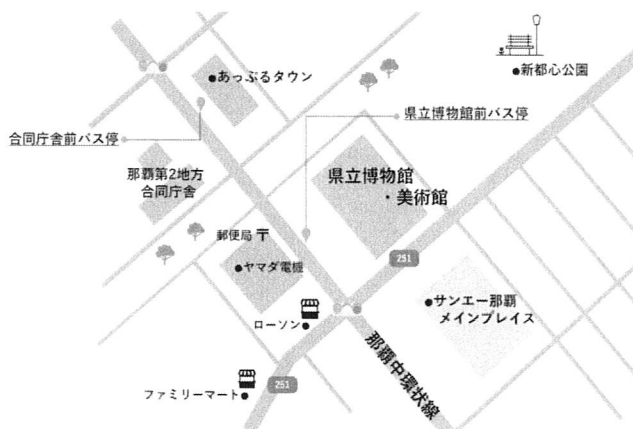 あっぷるタウン
新都心公園
県立博物館前バス停
合同庁舎前バス停
那覇第2地方
合同庁舎
県立博物館
・美術館
郵便局 〒
ヤマダ電機
251
サンエー那覇
メインプレイス
ローソン
那覇中環状線
251
ファミリーマート